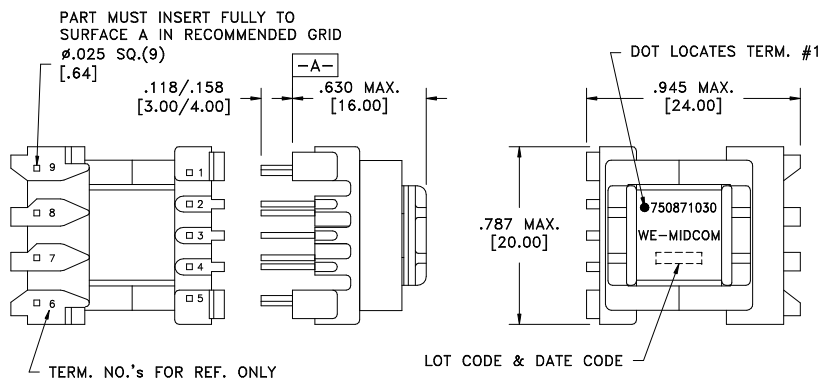 PART MUST INSERT FULLY TO
SURFACE A IN RECOMMENDED GRID
ø.025 SQ.(9)
[.64]
-A-
.118/.158
[3.00/4.00]
.630 MAX.
[16.00]
DOT LOCATES TERM. #1
.945 MAX.
[24.00]
9
8
7
6
1
2
3
4
5
.787 MAX.
[20.00]
750871030
WE-MIDCOM
LOT CODE & DATE CODE
TERM. NO.'s FOR REF. ONLY